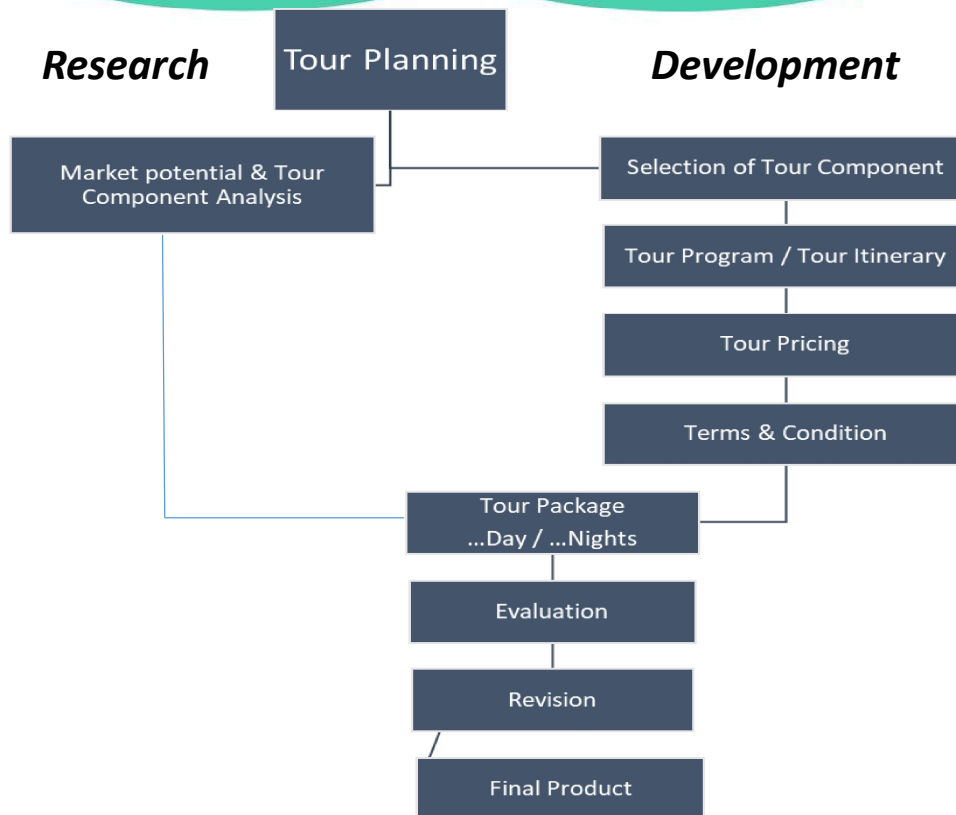 Research
Tour Planning
Development
Market potential & Tour
Component Analysis
Selection of Tour Component
Tour Program / Tour Itinerary
Tour Pricing
Terms & Condition
Tour Package
...Day / ...Nights
Evaluation
Revision
Final Product